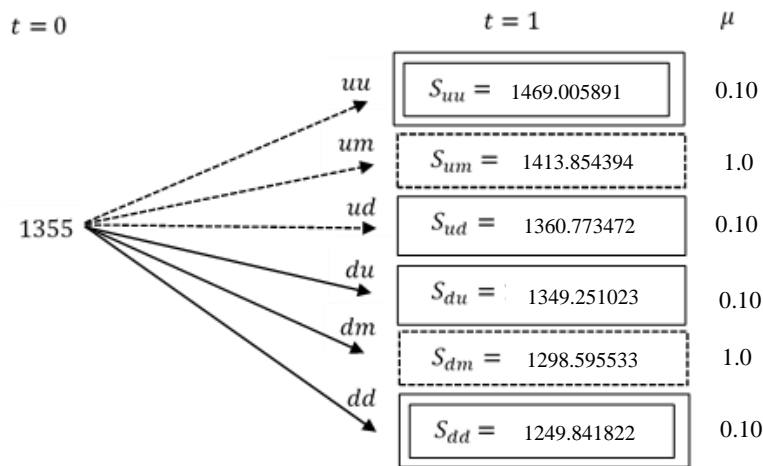 t = 0 t = 1 μ
uu S_uu = 1469.005891 0.10
um S_um = 1413.854394 1.0
ud S_ud = 1360.773472 0.10
1355
du S_du = 1349.251023 0.10
dm S_dm = 1298.595533 1.0
dd S_dd = 1249.841822 0.10